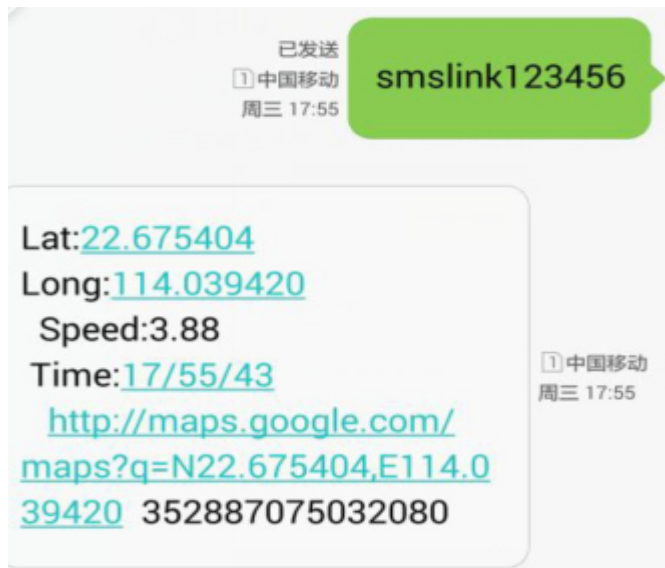 已发送
1 中国移动
周三 17:55
smslink123456
Lat:22.675404
Long:114.039420
Speed:3.88
Time:17/55/43
http://maps.google.com/
maps?q=N22.675404,E114.0
39420 352887075032080
1 中国移动
周三 17:55